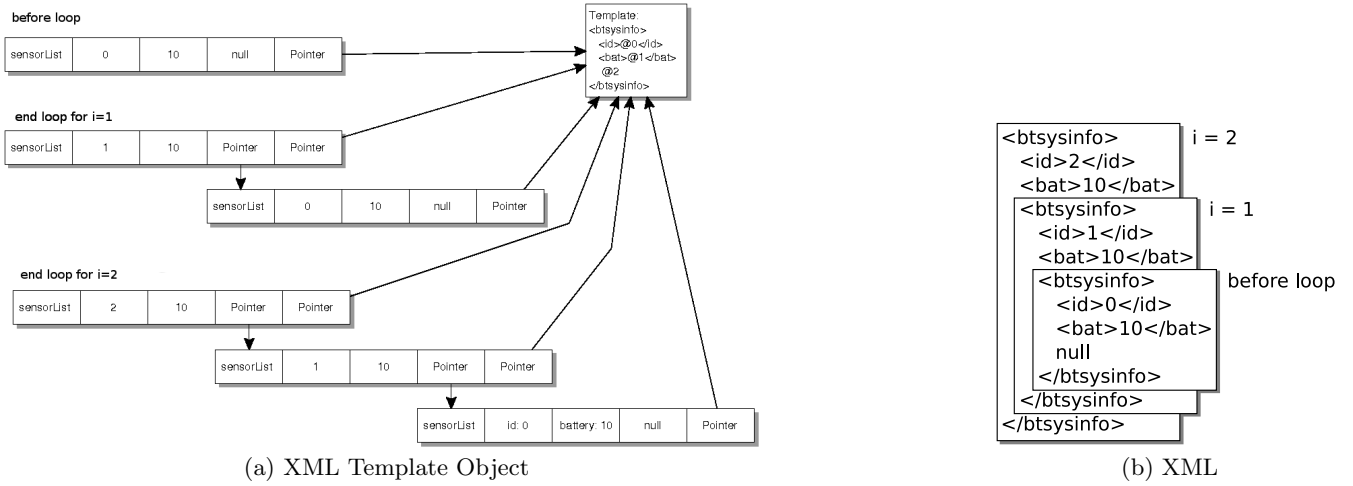 before loop
sensorList 0 10 null Pointer
Template:
<btsysinfo>
<id>@0</id>
<bat>@1</bat>
@2
</btsysinfo>
end loop for i=1
sensorList 1 10 Pointer Pointer
sensorList 0 10 null Pointer
end loop for i=2
sensorList 2 10 Pointer Pointer
sensorList 1 10 Pointer Pointer
sensorList id: 0 battery: 10 null Pointer
(a) XML Template Object
<btsysinfo> i = 2
<id>2</id>
<bat>10</bat>
<btsysinfo> i = 1
<id>1</id>
<bat>10</bat>
<btsysinfo> before loop
<id>0</id>
<bat>10</bat>
null
</btsysinfo>
</btsysinfo>
</btsysinfo>
(b) XML